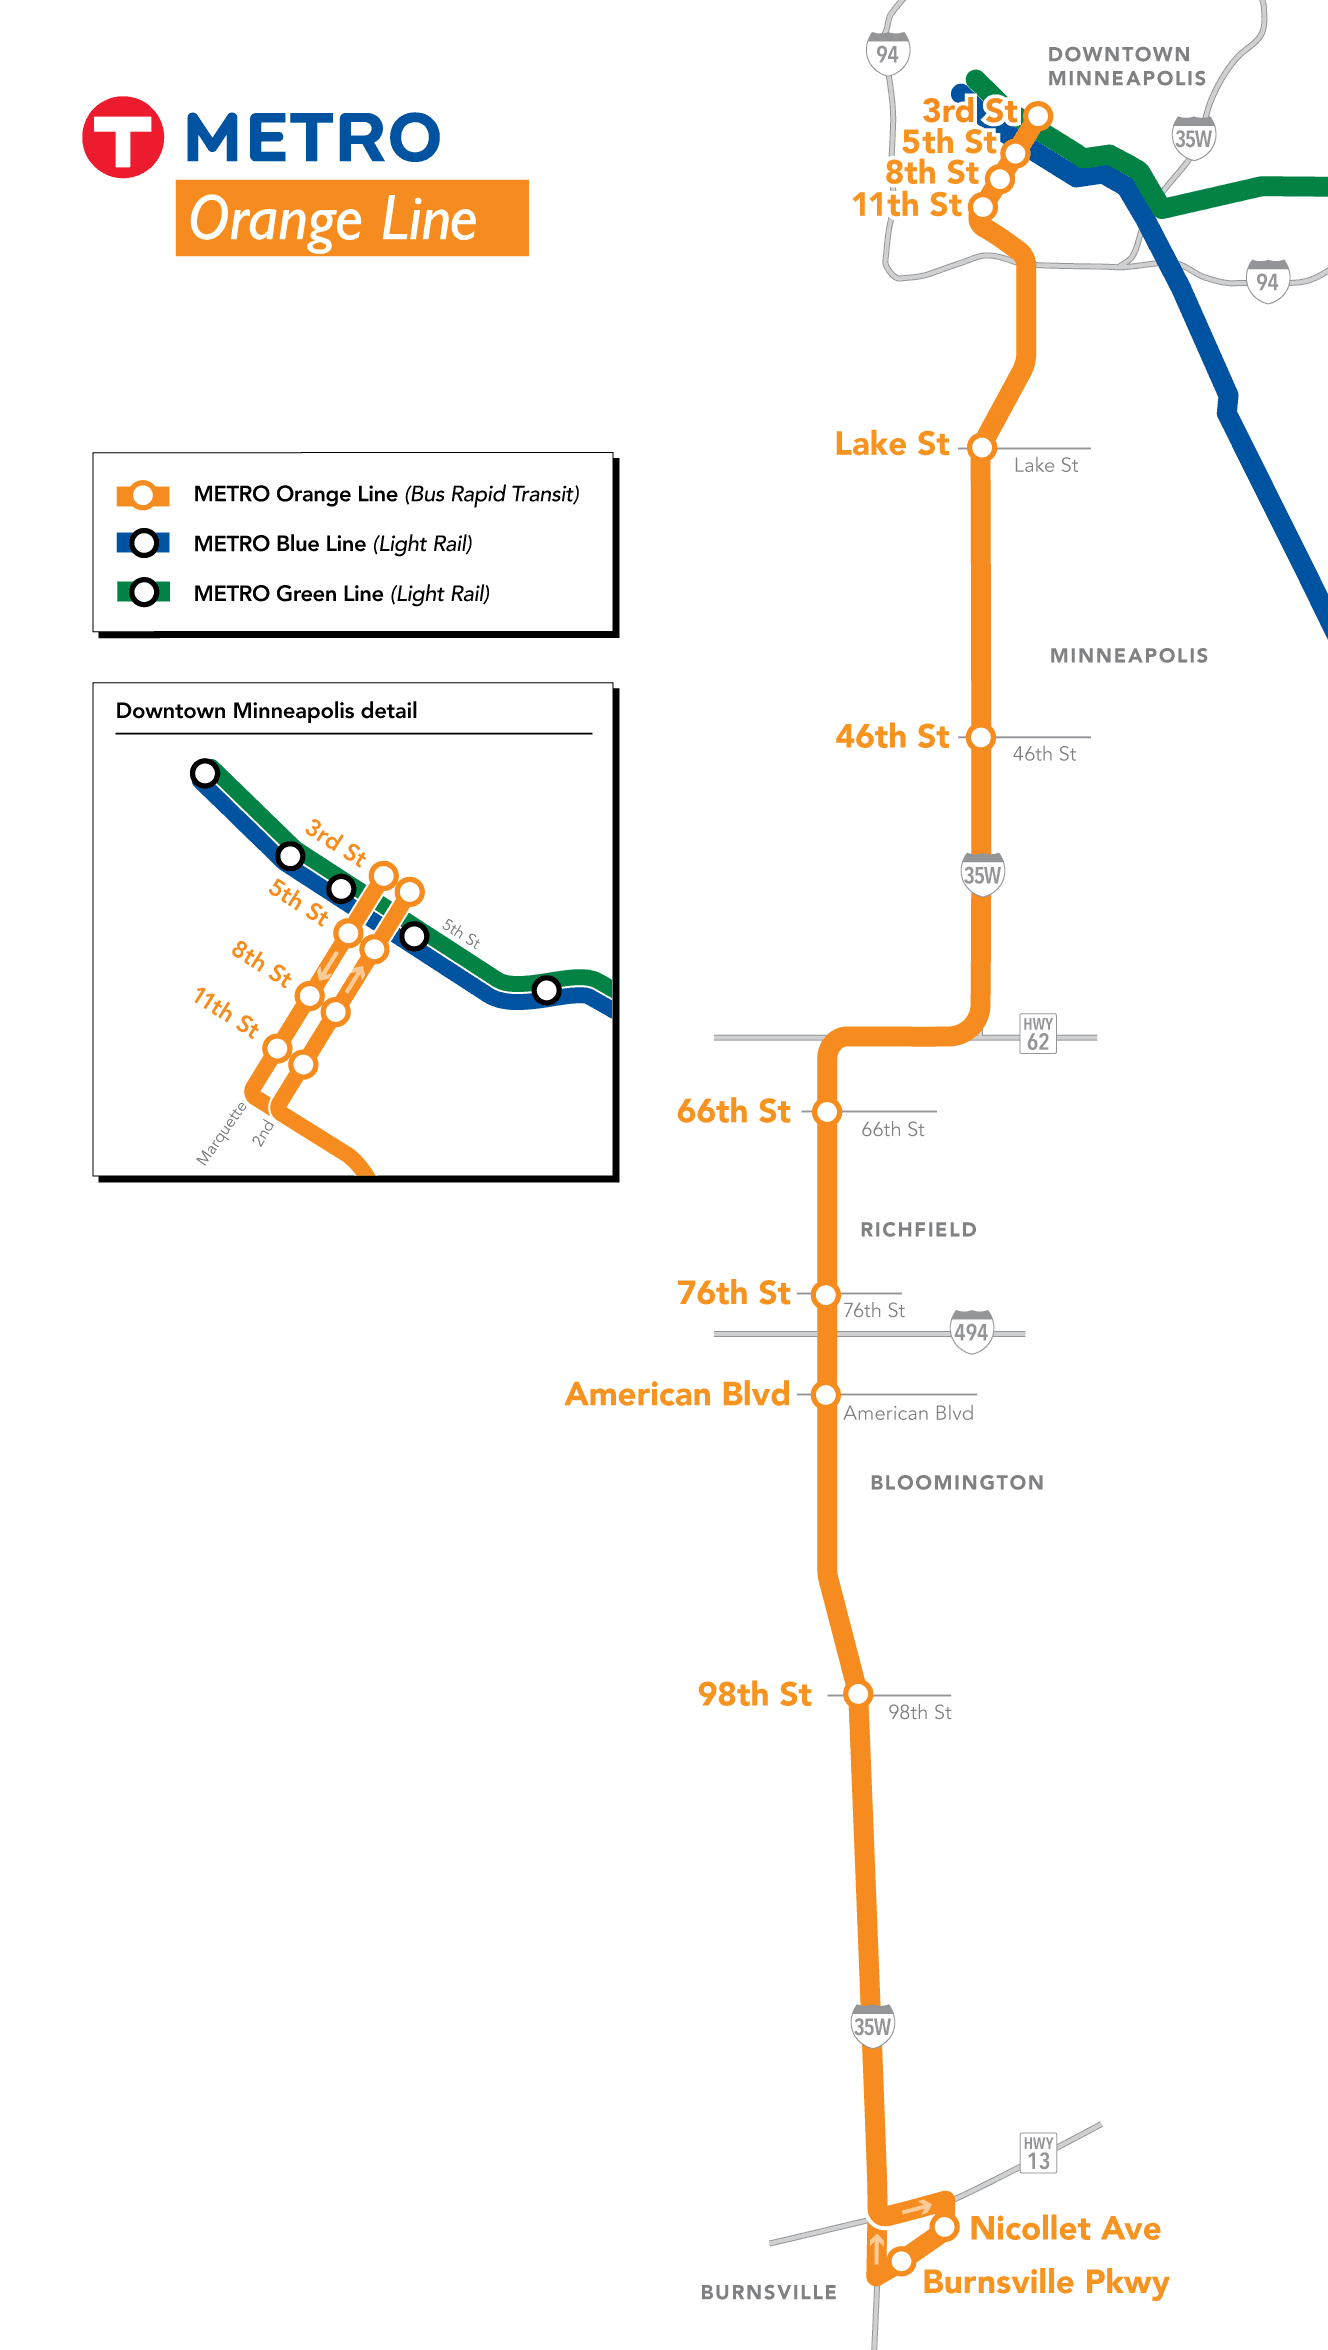 T METRO
Orange Line
METRO Orange Line (Bus Rapid Transit)
METRO Blue Line (Light Rail)
METRO Green Line (Light Rail)
Downtown Minneapolis detail
3rd St
5th St
8th St
11th St
5th St
Marquette
2nd
94
DOWNTOWN
MINNEAPOLIS
35W
3rd St
5th St
8th St
11th St
94
Lake St
Lake St
MINNEAPOLIS
46th St
46th St
35W
HWY
62
66th St
66th St
RICHFIELD
76th St
76th St
494
American Blvd
American Blvd
BLOOMINGTON
98th St
98th St
35W
HWY
13
Nicollet Ave
Burnsville Pkwy
BURNSVILLE